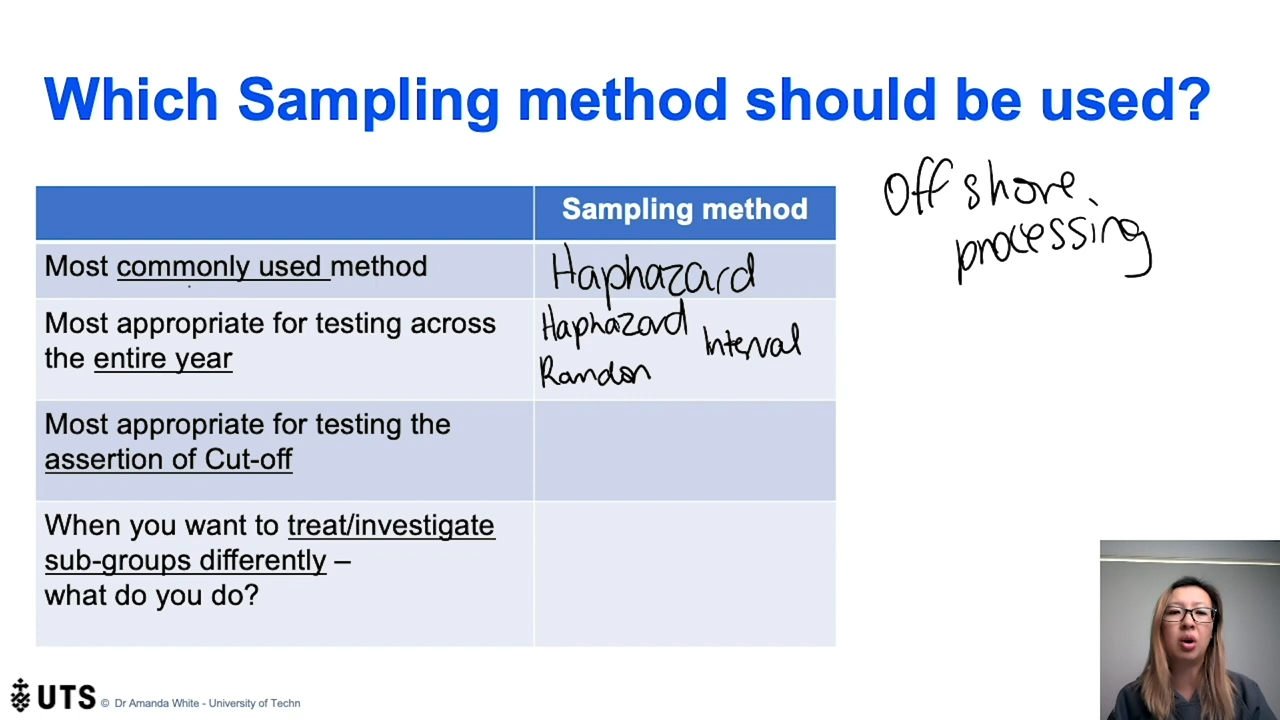 Which Sampling method should be used?
Sampling method
Most commonly used method
Haphazard
Most appropriate for testing across
the entire year
Haphazard
Interval
Random
Most appropriate for testing the
assertion of Cut-off
When you want to treat/investigate
sub-groups differently –
what do you do?
Offshore
processing
UTS © Dr Amanda White - University of Techn